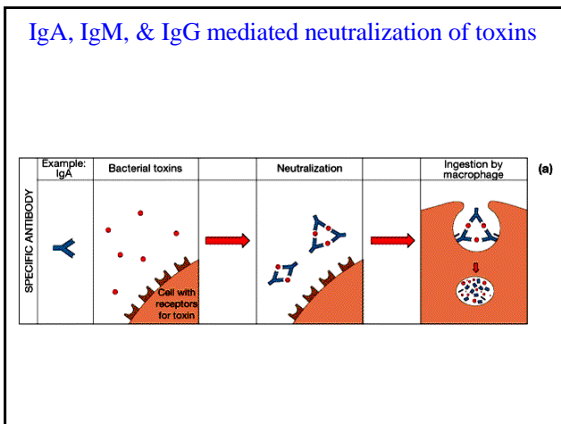 IgA, IgM, & IgG mediated neutralization of toxins
Example:
IgA
Bacterial toxins
Neutralization
Ingestion by
macrophage
(a)
SPECIFIC ANTIBODY
Cell with
receptors
for toxin